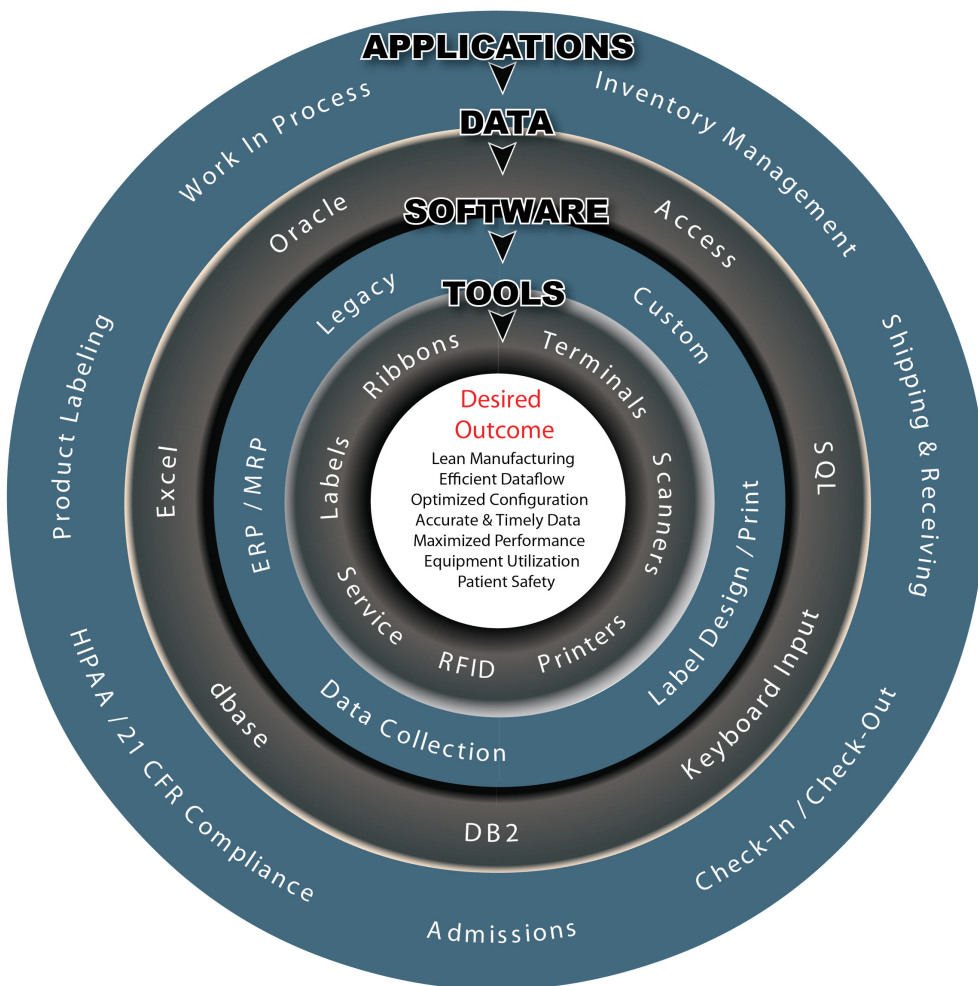 APPLICATIONS
Work In Process
Inventory Management
Shipping & Receiving
Check-In / Check-Out
Admissions
HIPAA / 21 CFR Compliance
Product Labeling
DATA
Oracle
Access
SQL
Keyboard Input
DB2
dbase
Excel
SOFTWARE
Legacy
Custom
Label Design / Print
Data Collection
ERP / MRP
TOOLS
Ribbons
Terminals
Scanners
Printers
RFID
Service
Labels
Desired
Outcome
Lean Manufacturing
Efficient Dataflow
Optimized Configuration
Accurate & Timely Data
Maximized Performance
Equipment Utilization
Patient Safety